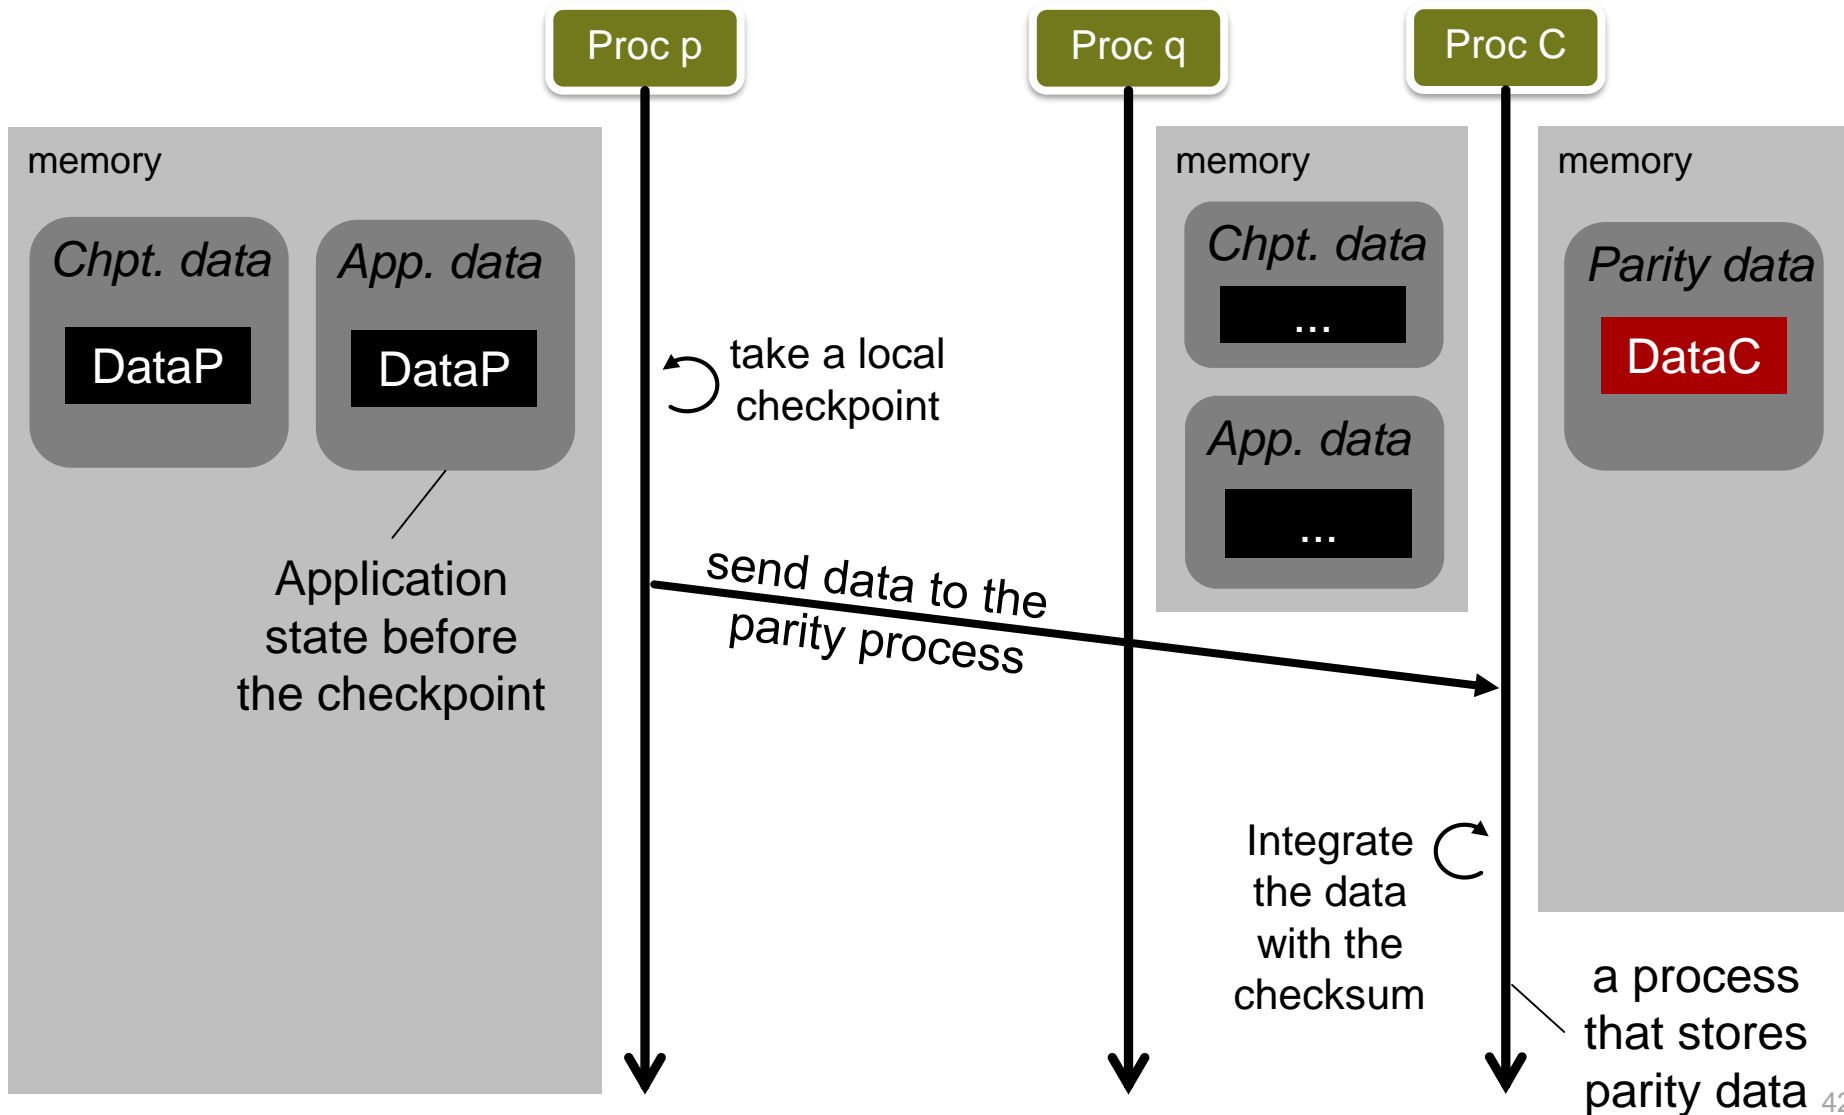 Proc p
Proc q
Proc C
memory
Chpt. data
DataP
App. data
DataP
Application
state before
the checkpoint
take a local
checkpoint
send data to the
parity process
memory
Chpt. data
...
App. data
...
memory
Parity data
DataC
Integrate
the data
with the
checksum
a process
that stores
parity data